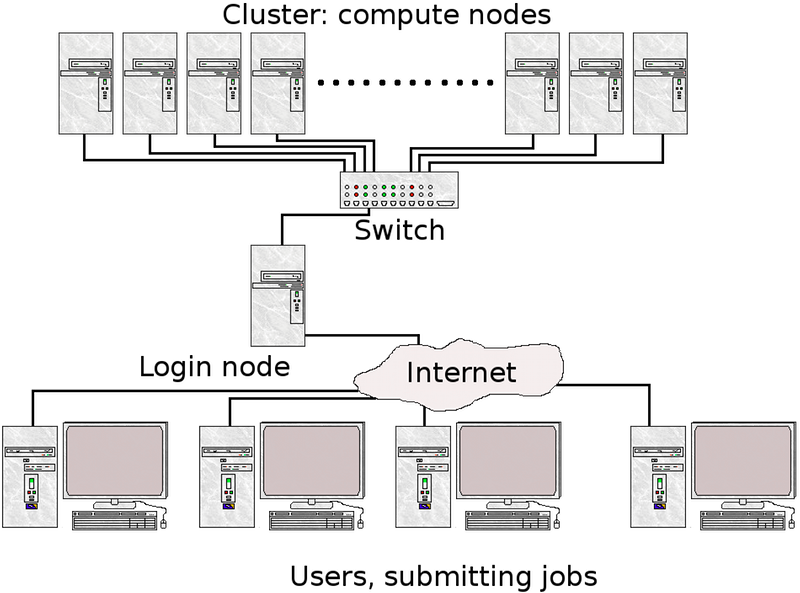 Cluster: compute nodes
Switch
Login node
Internet
Users, submitting jobs